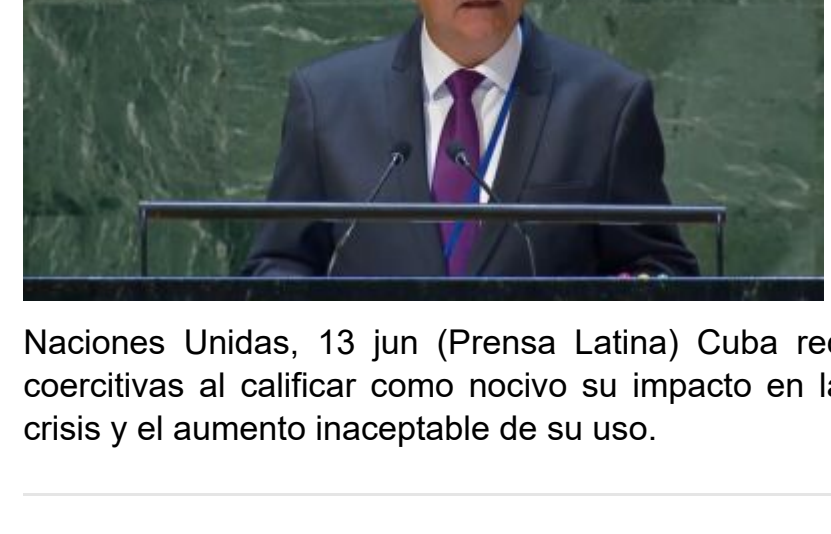 Naciones Unidas, 13 jun (Prensa Latina) Cuba
coercitivas al calificar como nocivo su impacto en
crisis y el aumento inaceptable de su uso.